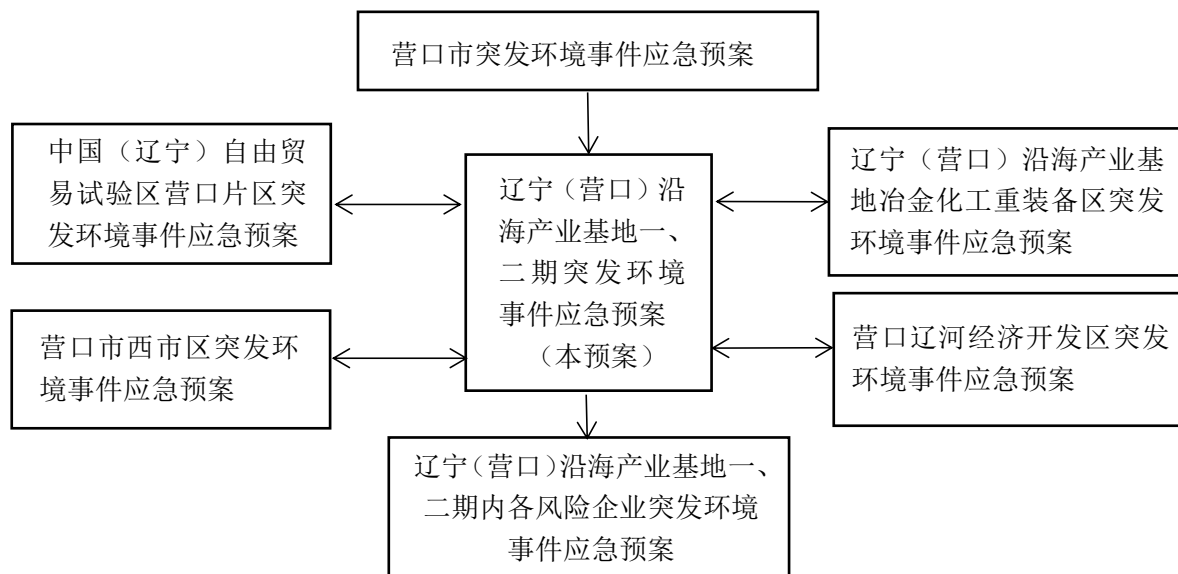 营口市突发环境事件应急预案
中国（辽宁）自由贸
易试验区营口片区突
发环境事件应急预案
辽宁（营口）沿
海产业基地一、
二期突发环境
事件应急预案
（本预案）
辽宁（营口）沿海产业基
地冶金化工重装备区突发
环境事件应急预案
营口市西市区突发环
境事件应急预案
营口辽河经济开发区突发
环境事件应急预案
辽宁（营口）沿海产业基地一、
二期内各风险企业突发环境
事件应急预案